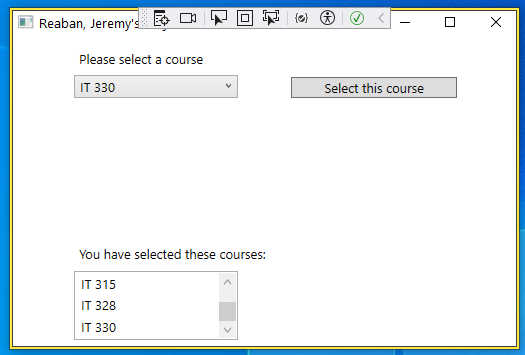 Reaban, Jeremy's
Please select a course
IT 330
Select this course
You have selected these courses:
IT 315
IT 328
IT 330